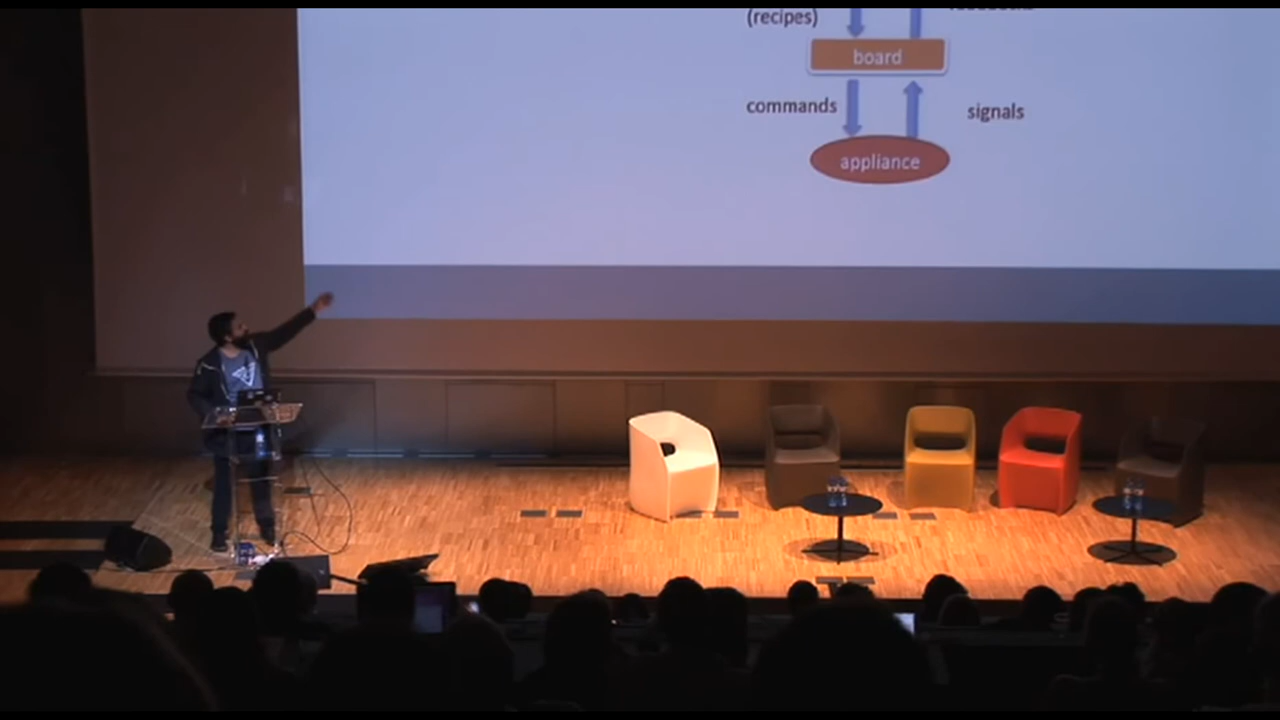 (recipes)
board
commands
signals
appliance